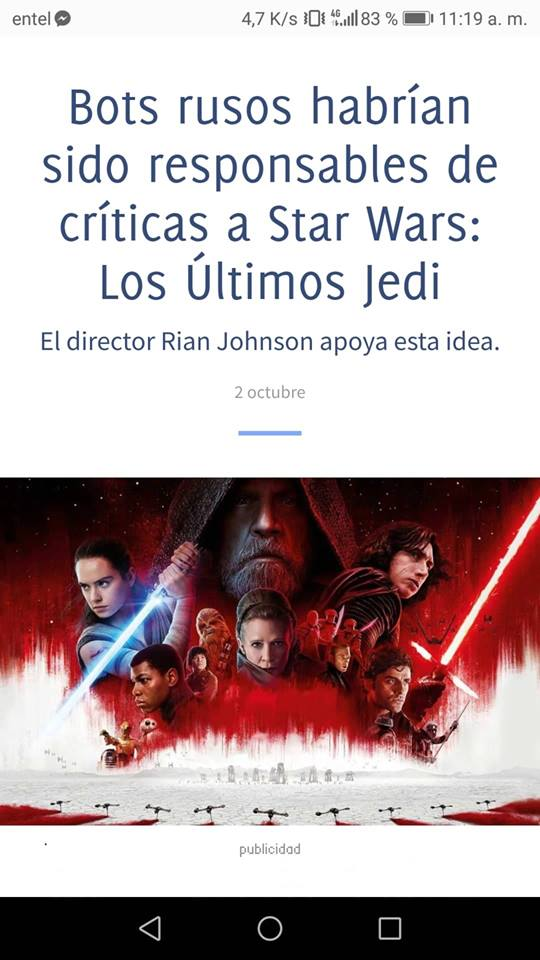 entel 4,7 K/s 4G 83 % 11:19 a. m.
Bots rusos habrían
sido responsables de
críticas a Star Wars:
Los Últimos Jedi
El director Rian Johnson apoya esta idea.
2 octubre
publicidad